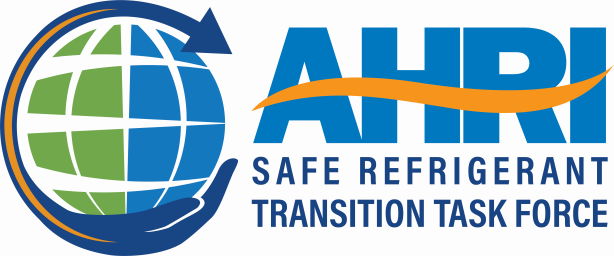 AHRI
SAFE REFRIGERANT
TRANSITION TASK FORCE